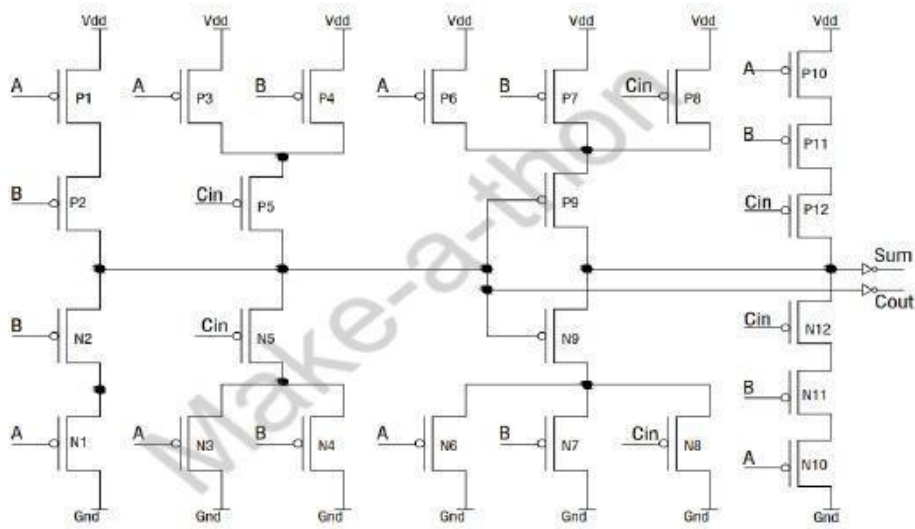 Vdd Vdd Vdd Vdd Vdd Vdd Vdd
A P1 A P3 B P4 A P6 B P7 Cin P8 A P10
B P11
B P2 Cin P5 P9 Cin P12
Sum
Cout
B N2 Cin N5 N9 Cin N12
B N11
A N1 A N3 B N4 A N6 B N7 Cin N8 A N10
Gnd Gnd Gnd Gnd Gnd Gnd Gnd
Make-a-thon